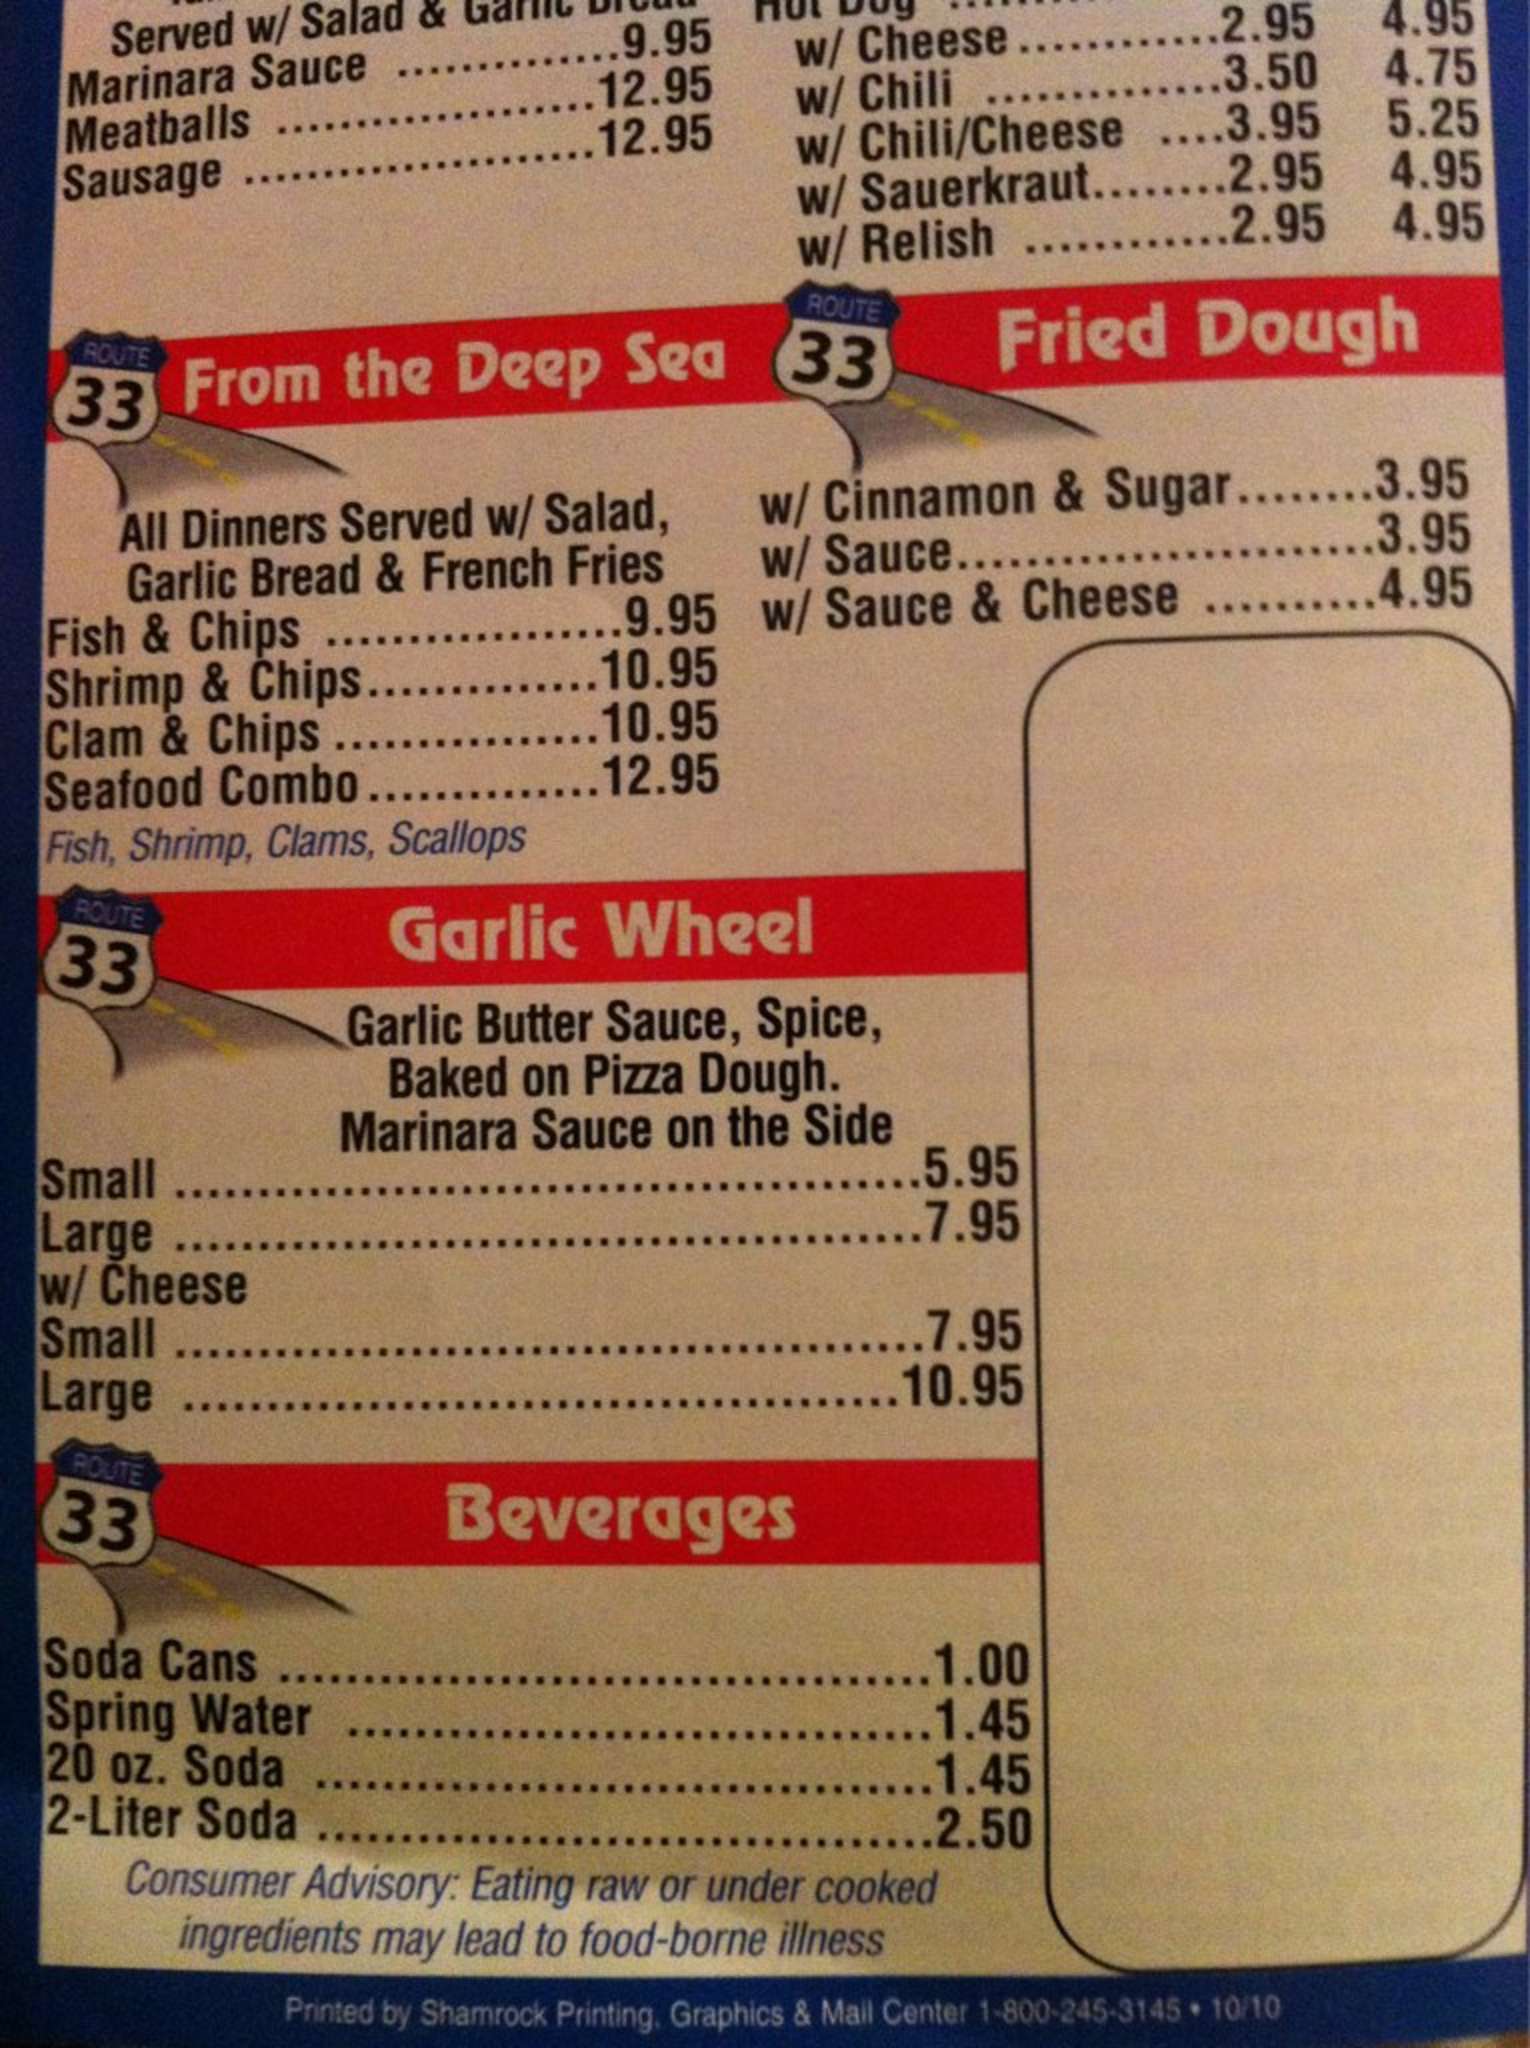 Served w/ Salad & Garlic Bread
Marinara Sauce ..............9.95
Meatballs ....................12.95
Sausage ......................12.95
Hot Dog
w/ Cheese.............2.95 4.95
w/ Chili ...............3.50 4.75
w/ Chili/Cheese ....3.95 5.25
w/ Sauerkraut........2.95 4.95
w/ Relish .............2.95 4.95
ROUTE
33
From the Deep Sea
All Dinners Served w/ Salad,
Garlic Bread & French Fries
Fish & Chips ...................9.95
Shrimp & Chips...............10.95
Clam & Chips .................10.95
Seafood Combo...............12.95
Fish, Shrimp, Clams, Scallops
ROUTE
33
Fried Dough
w/ Cinnamon & Sugar........3.95
w/ Sauce.........................3.95
w/ Sauce & Cheese ..........4.95
ROUTE
33
Garlic Wheel
Garlic Butter Sauce, Spice,
Baked on Pizza Dough.
Marinara Sauce on the Side
Small .............................................5.95
Large .............................................7.95
w/ Cheese
Small .............................................7.95
Large ...........................................10.95
ROUTE
33
Beverages
Soda Cans .......................................1.00
Spring Water ...................................1.45
20 oz. Soda .....................................1.45
2-Liter Soda .....................................2.50
Consumer Advisory: Eating raw or under cooked
ingredients may lead to food-borne illness
Printed by Shamrock Printing, Graphics & Mail Center 1-800-245-3145 • 10/10